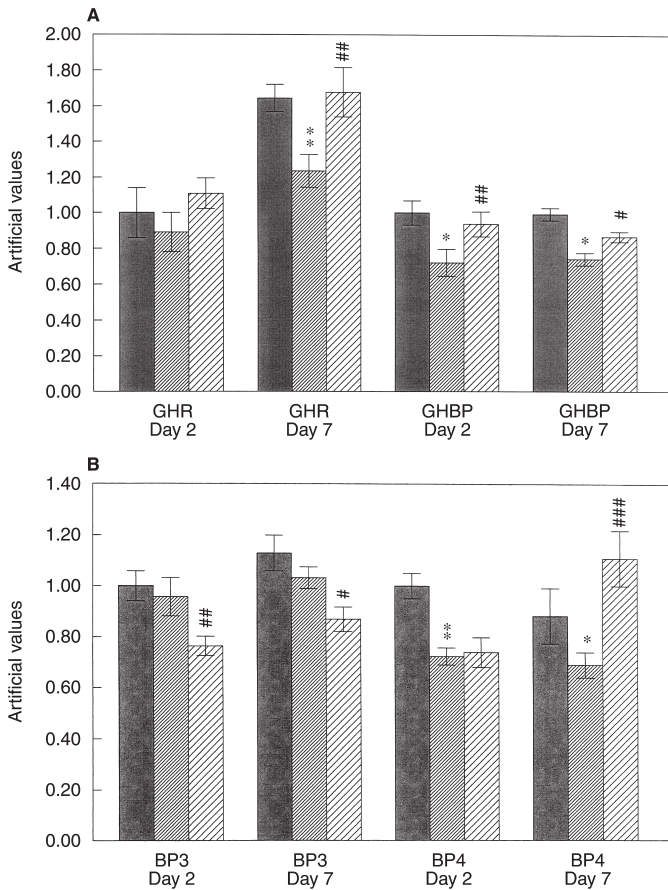 A
2.00
1.80
1.60
1.40
1.20
1.00
0.80
0.60
0.40
0.20
0.00
Artificial values
**
##
*
##
*
#
GHR
Day 2
GHR
Day 7
GHBP
Day 2
GHBP
Day 7
B
1.40
1.20
1.00
0.80
0.60
0.40
0.20
0.00
Artificial values
##
#
**
*
###
BP3
Day 2
BP3
Day 7
BP4
Day 2
BP4
Day 7